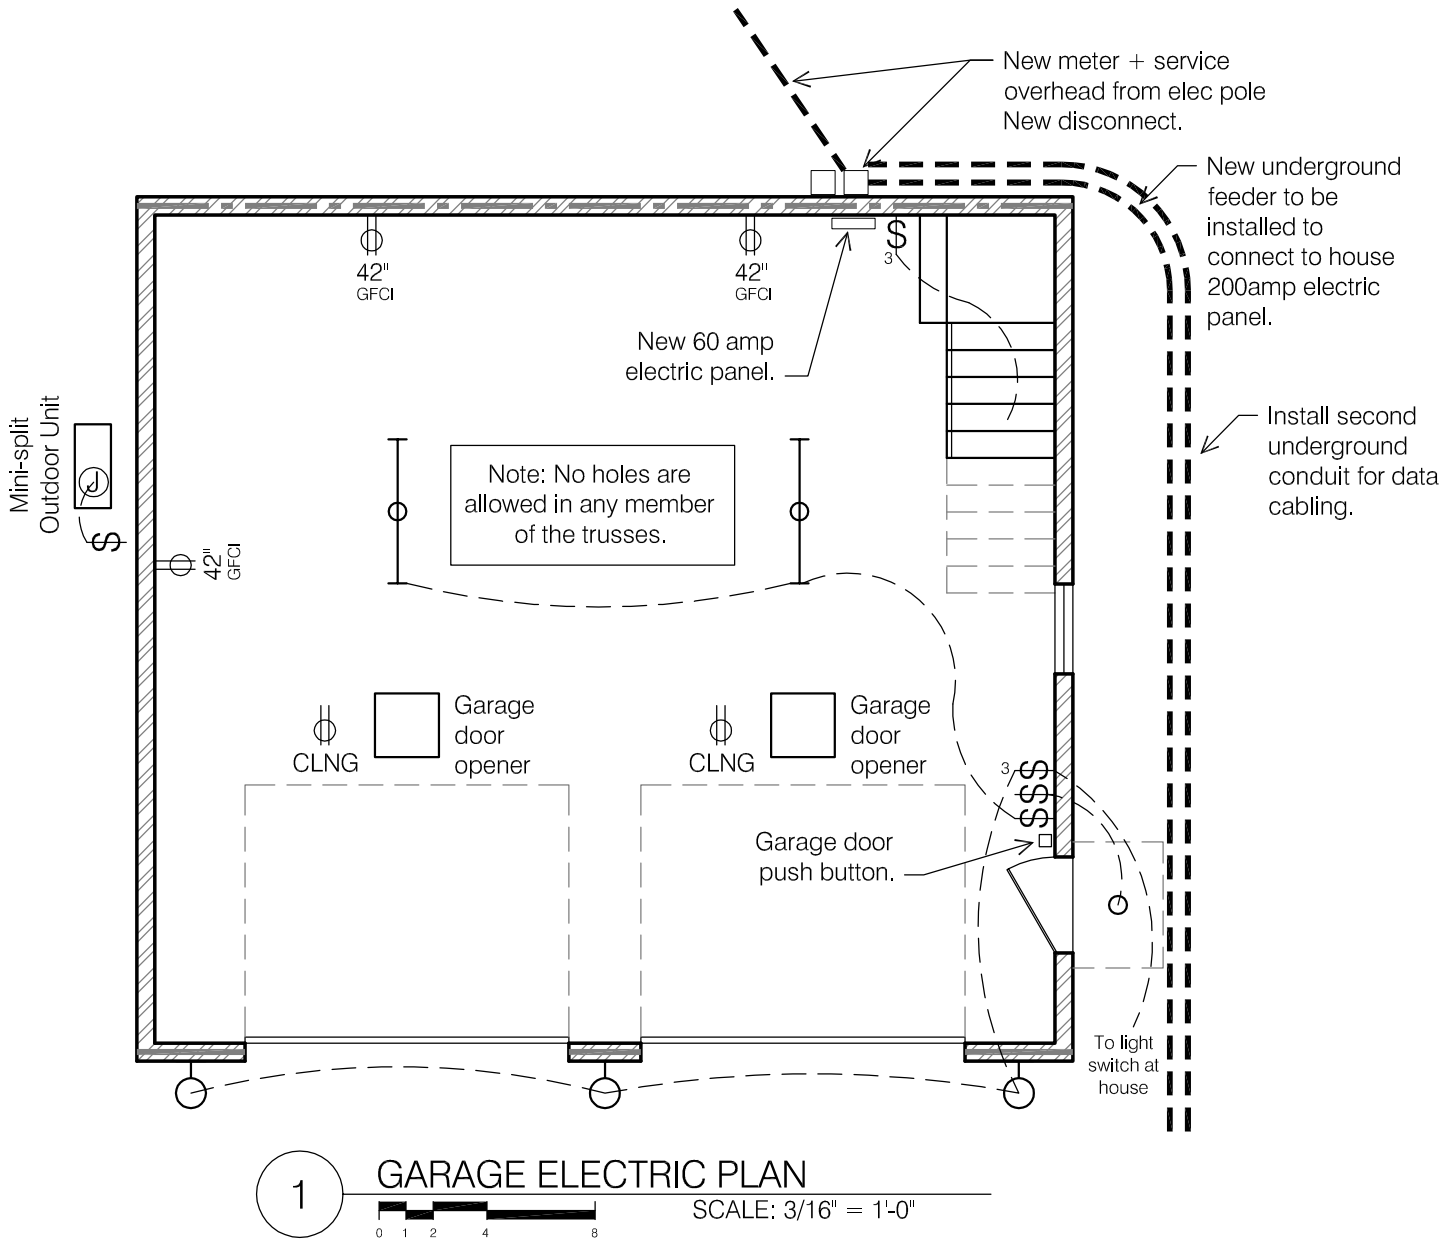 New meter + service
overhead from elec pole
New disconnect.
New underground
feeder to be
installed to
connect to house
200amp electric
panel.
S
3
42"
GFCI
42"
GFCI
New 60 amp
electric panel.
Mini-split
Outdoor Unit
J
S
42"
GFCI
Note: No holes are
allowed in any member
of the trusses.
Install second
underground
conduit for data
cabling.
CLNG
Garage
door
opener
CLNG
Garage
door
opener
3
SSS
SSS
Garage door
push button.
To light
switch at
house
1
GARAGE ELECTRIC PLAN
SCALE: 3/16" = 1'-0"
0 1 2 4 8